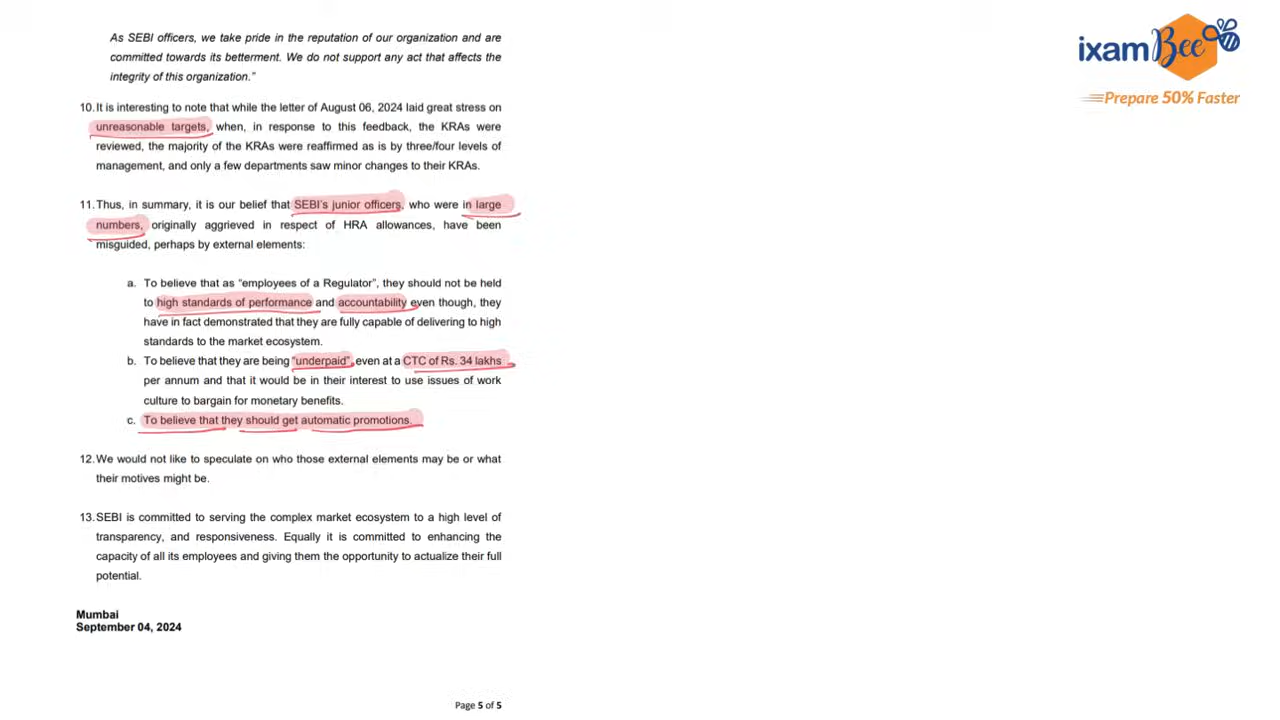 As SEBI officers, we take pride in the reputation of our organization and are
committed towards its betterment. We do not support any act that affects the
integrity of this organization."
10. It is interesting to note that while the letter of August 06, 2024 laid great stress on
unreasonable targets, when, in response to this feedback, the KRAs were
reviewed, the majority of the KRAs were reaffirmed as is by three/four levels of
management, and only a few departments saw minor changes to their KRAs.
11. Thus, in summary, it is our belief that SEBI's junior officers, who were in large
numbers, originally aggrieved in respect of HRA allowances, have been
misguided, perhaps by external elements:
a. To believe that as "employees of a Regulator", they should not be held
to high standards of performance and accountability even though, they
have in fact demonstrated that they are fully capable of delivering to high
standards to the market ecosystem.
b. To believe that they are being "underpaid", even at a CTC of Rs. 34 lakhs
per annum and that it would be in their interest to use issues of work
culture to bargain for monetary benefits.
c. To believe that they should get automatic promotions.
12. We would not like to speculate on who those external elements may be or what
their motives might be.
13. SEBI is committed to serving the complex market ecosystem to a high level of
transparency, and responsiveness. Equally it is committed to enhancing the
capacity of all its employees and giving them the opportunity to actualize their full
potential.
Mumbai
September 04, 2024
Page 5 of 5
ixamBee
Prepare 50% Faster